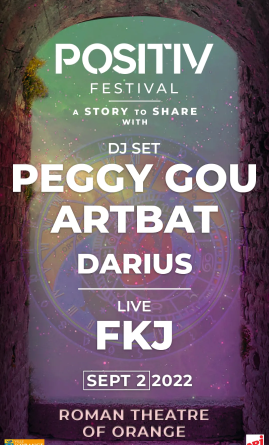 POSITIV
FESTIVAL
A STORY TO SHARE
WITH
DJ SET
PEGGY GOU
ARTBAT
DARIUS
LIVE
FKJ
SEPT 2 2022
ROMAN THEATRE
OF ORANGE